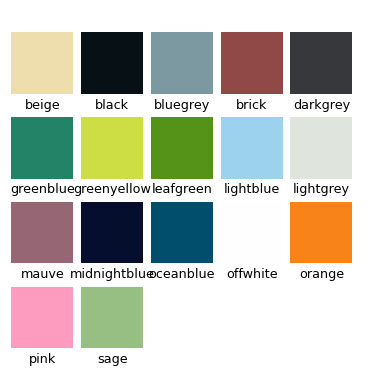 beige black bluegrey brick darkgrey
greenblue greenyellow leafgreen lightblue lightgrey
mauve midnightblue oceanblue offwhite orange
pink sage